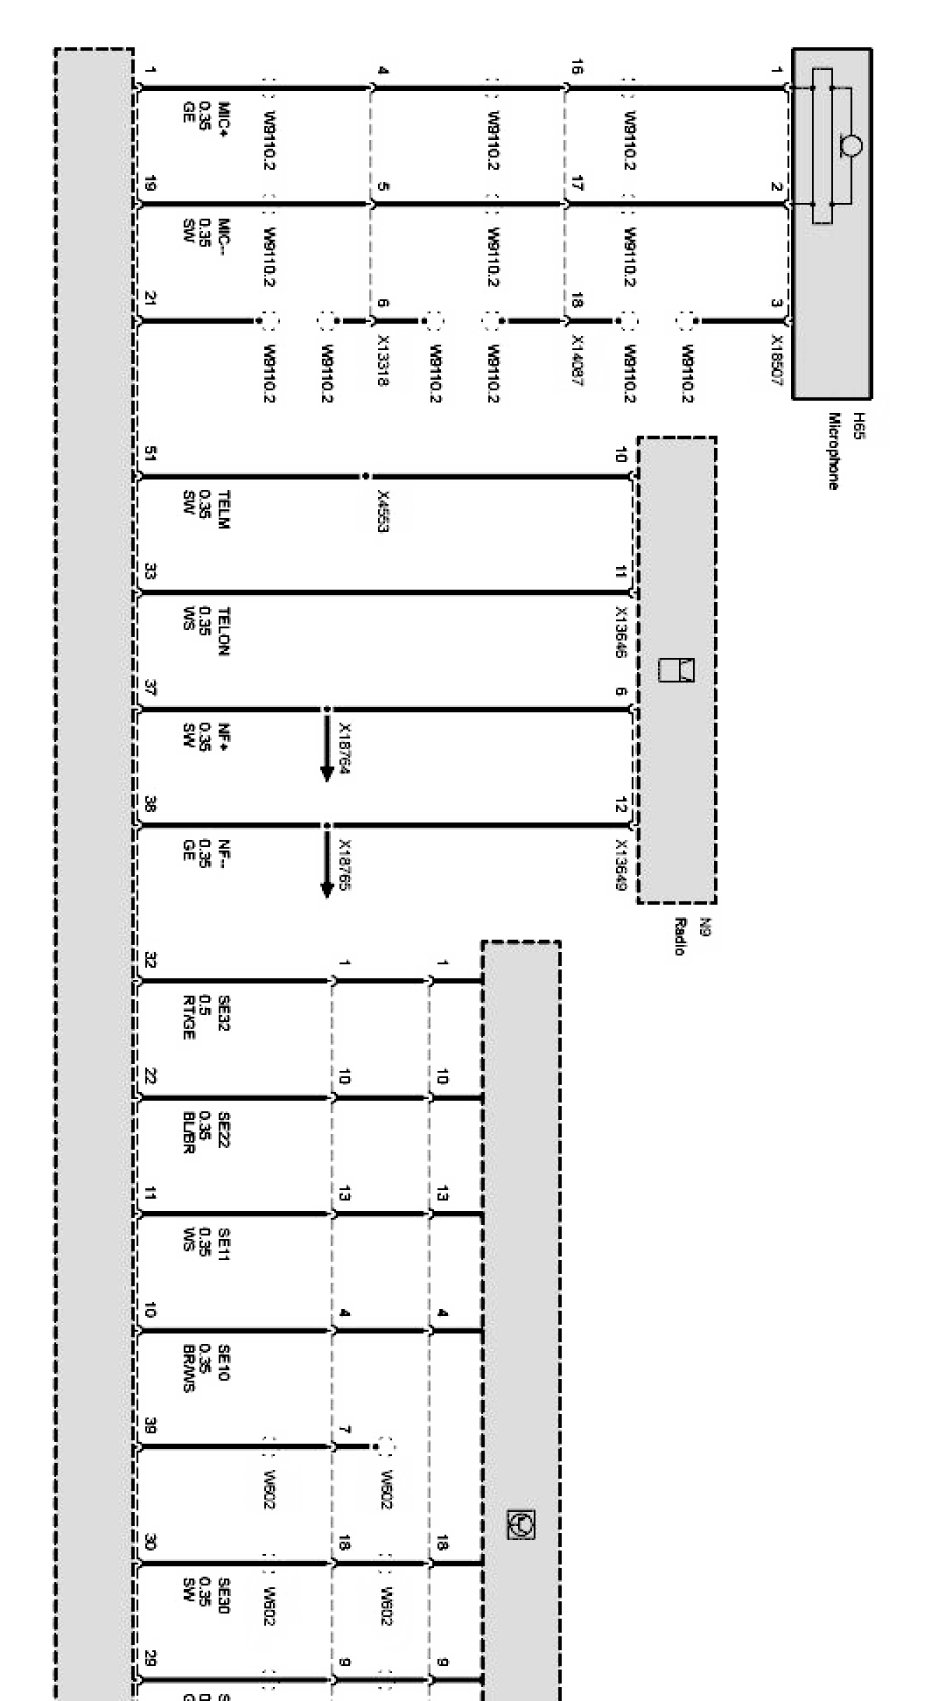 H65
Microphone
1
2
3
X18507
16
17
18
X14087
4
5
6
X13318
W9110.2
W9110.2
W9110.2
W9110.2
W9110.2
W9110.2
W9110.2
W9110.2
W9110.2
W9110.2
W9110.2
W9110.2
1
MIC+
0.35
GE
19
MIC--
0.35
SW
21
N9
Radio
10
11
X13646
6
12
X13649
X4553
X18764
X18765
51
TELM
0.35
SW
33
TELON
0.35
WS
37
NF+
0.35
SW
38
NF--
0.35
GE
1
10
13
4
18
9
1
10
13
4
7
18
9
W602
W602
W602
W602
32
SE32
0.5
RT/GE
22
SE22
0.35
BL/BR
11
SE11
0.35
WS
10
SE10
0.35
BR/WS
39
30
SE30
0.35
SW
29